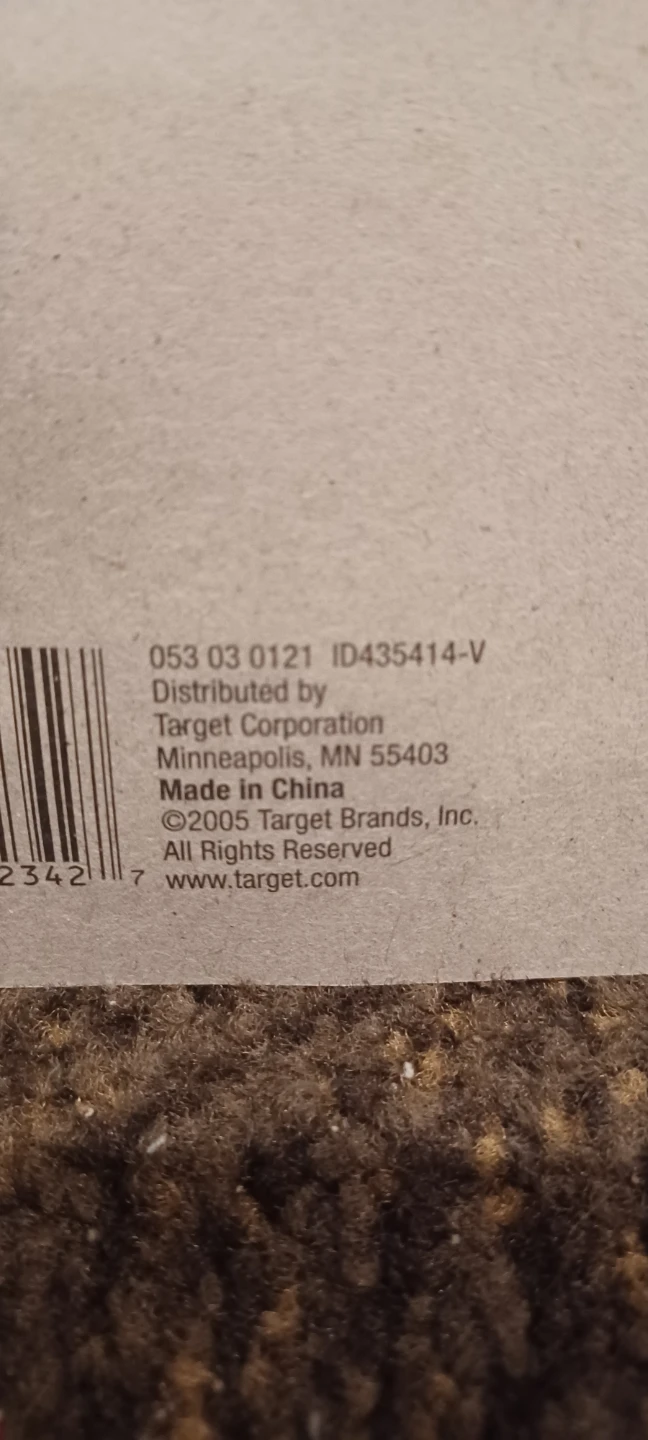 053 03 0121 ID435414-V
Distributed by
Target Corporation
Minneapolis, MN 55403
Made in China
©2005 Target Brands, Inc.
All Rights Reserved
www.target.com
2342 7